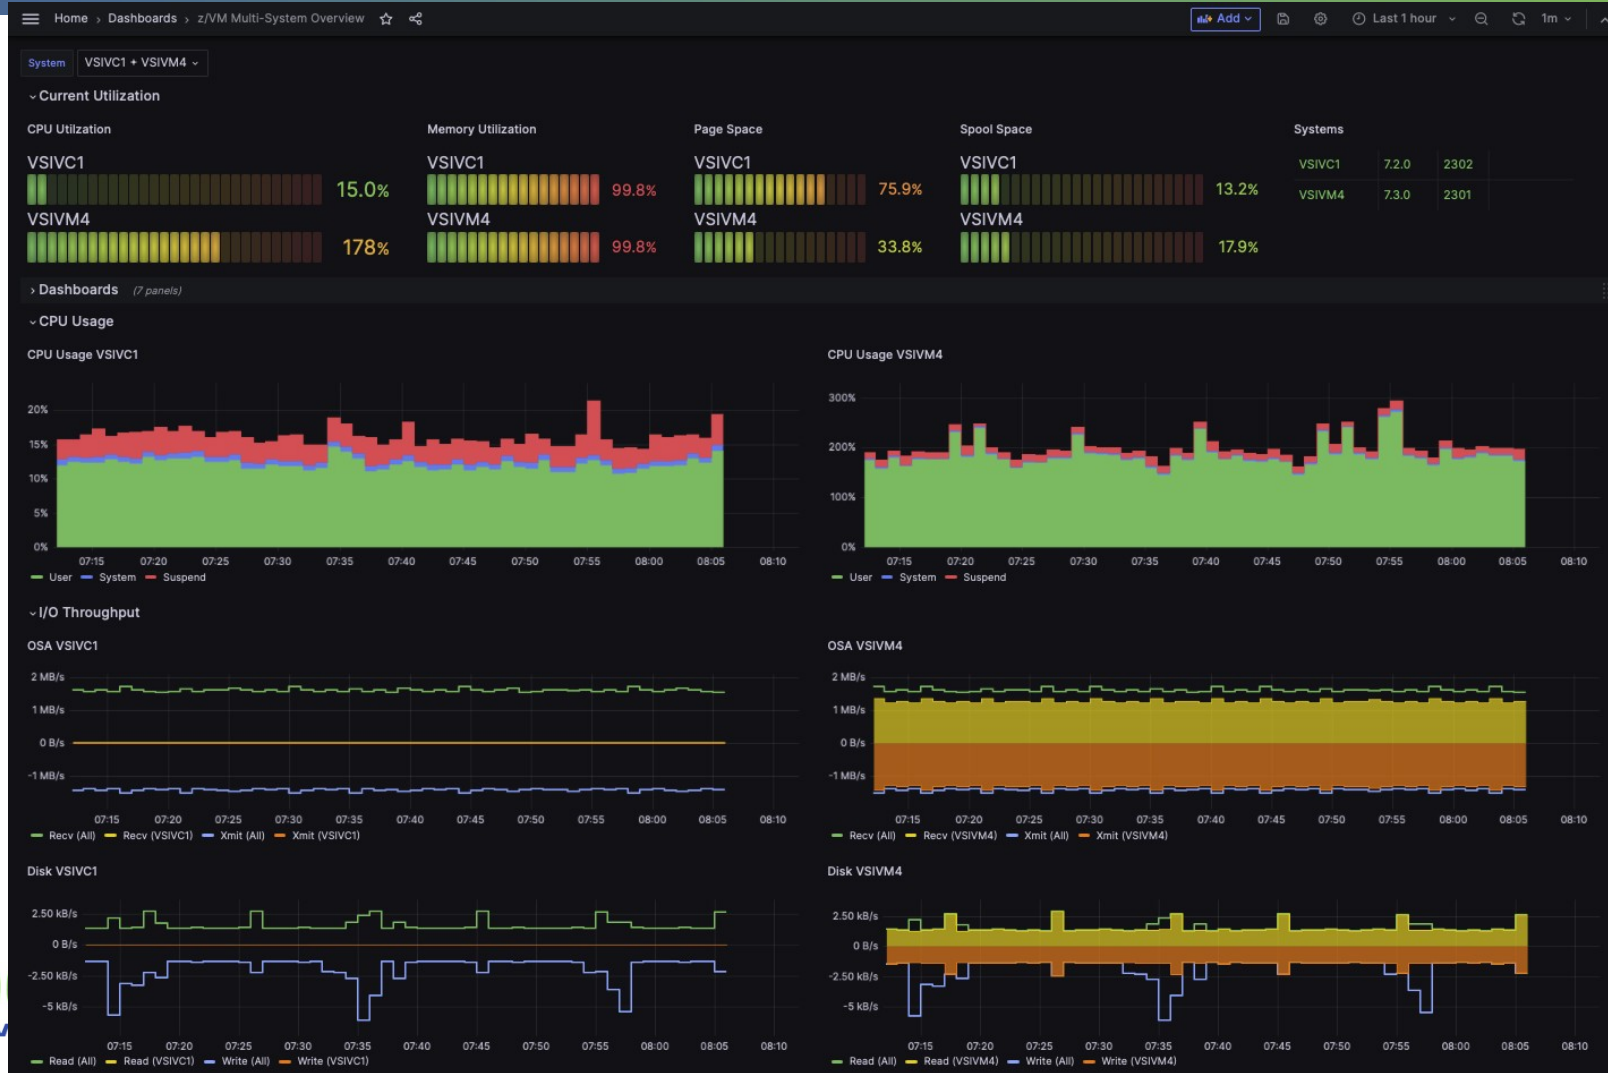 Home › Dashboards › z/VM Multi-System Overview Add Last 1 hour 1m
System VSIVC1 + VSIVM4
Current Utilization
CPU Utilzation Memory Utilization Page Space Spool Space Systems
VSIVC1 VSIVC1 VSIVC1 VSIVC1 VSIVC1 7.2.0 2302
15.0% 99.8% 75.9% 13.2%
VSIVM4 VSIVM4 VSIVM4 VSIVM4 VSIVM4 7.3.0 2301
178% 99.8% 33.8% 17.9%
Dashboards (7 panels)
CPU Usage
CPU Usage VSIVC1
20%
15%
10%
5%
0%
07:15 07:20 07:25 07:30 07:35 07:40 07:45 07:50 07:55 08:00 08:05 08:10
User System Suspend
CPU Usage VSIVM4
300%
200%
100%
0%
07:15 07:20 07:25 07:30 07:35 07:40 07:45 07:50 07:55 08:00 08:05 08:10
User System Suspend
I/O Throughput
OSA VSIVC1
2 MB/s
1 MB/s
0 B/s
-1 MB/s
07:15 07:20 07:25 07:30 07:35 07:40 07:45 07:50 07:55 08:00 08:05 08:10
Recv (All) Recv (VSIVC1) Xmit (All) Xmit (VSIVC1)
OSA VSIVM4
2 MB/s
1 MB/s
0 B/s
-1 MB/s
07:15 07:20 07:25 07:30 07:35 07:40 07:45 07:50 07:55 08:00 08:05 08:10
Recv (All) Recv (VSIVM4) Xmit (All) Xmit (VSIVM4)
Disk VSIVC1
2.50 kB/s
0 B/s
-2.50 kB/s
-5 kB/s
07:15 07:20 07:25 07:30 07:35 07:40 07:45 07:50 07:55 08:00 08:05 08:10
Read (All) Read (VSIVC1) Write (All) Write (VSIVC1)
Disk VSIVM4
2.50 kB/s
0 B/s
-2.50 kB/s
-5 kB/s
07:15 07:20 07:25 07:30 07:35 07:40 07:45 07:50 07:55 08:00 08:05 08:10
Read (All) Read (VSIVM4) Write (All) Write (VSIVM4)